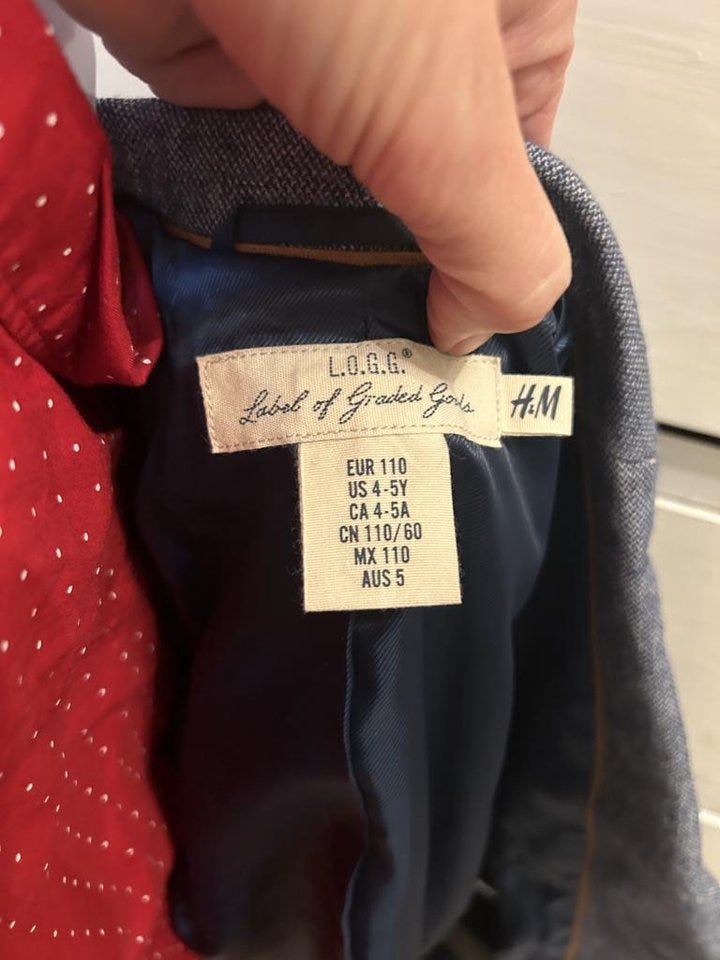 L.O.G.G.®
Label of Graded Goods
H&M
EUR 110
US 4-5Y
CA 4-5A
CN 110/60
MX 110
AUS 5